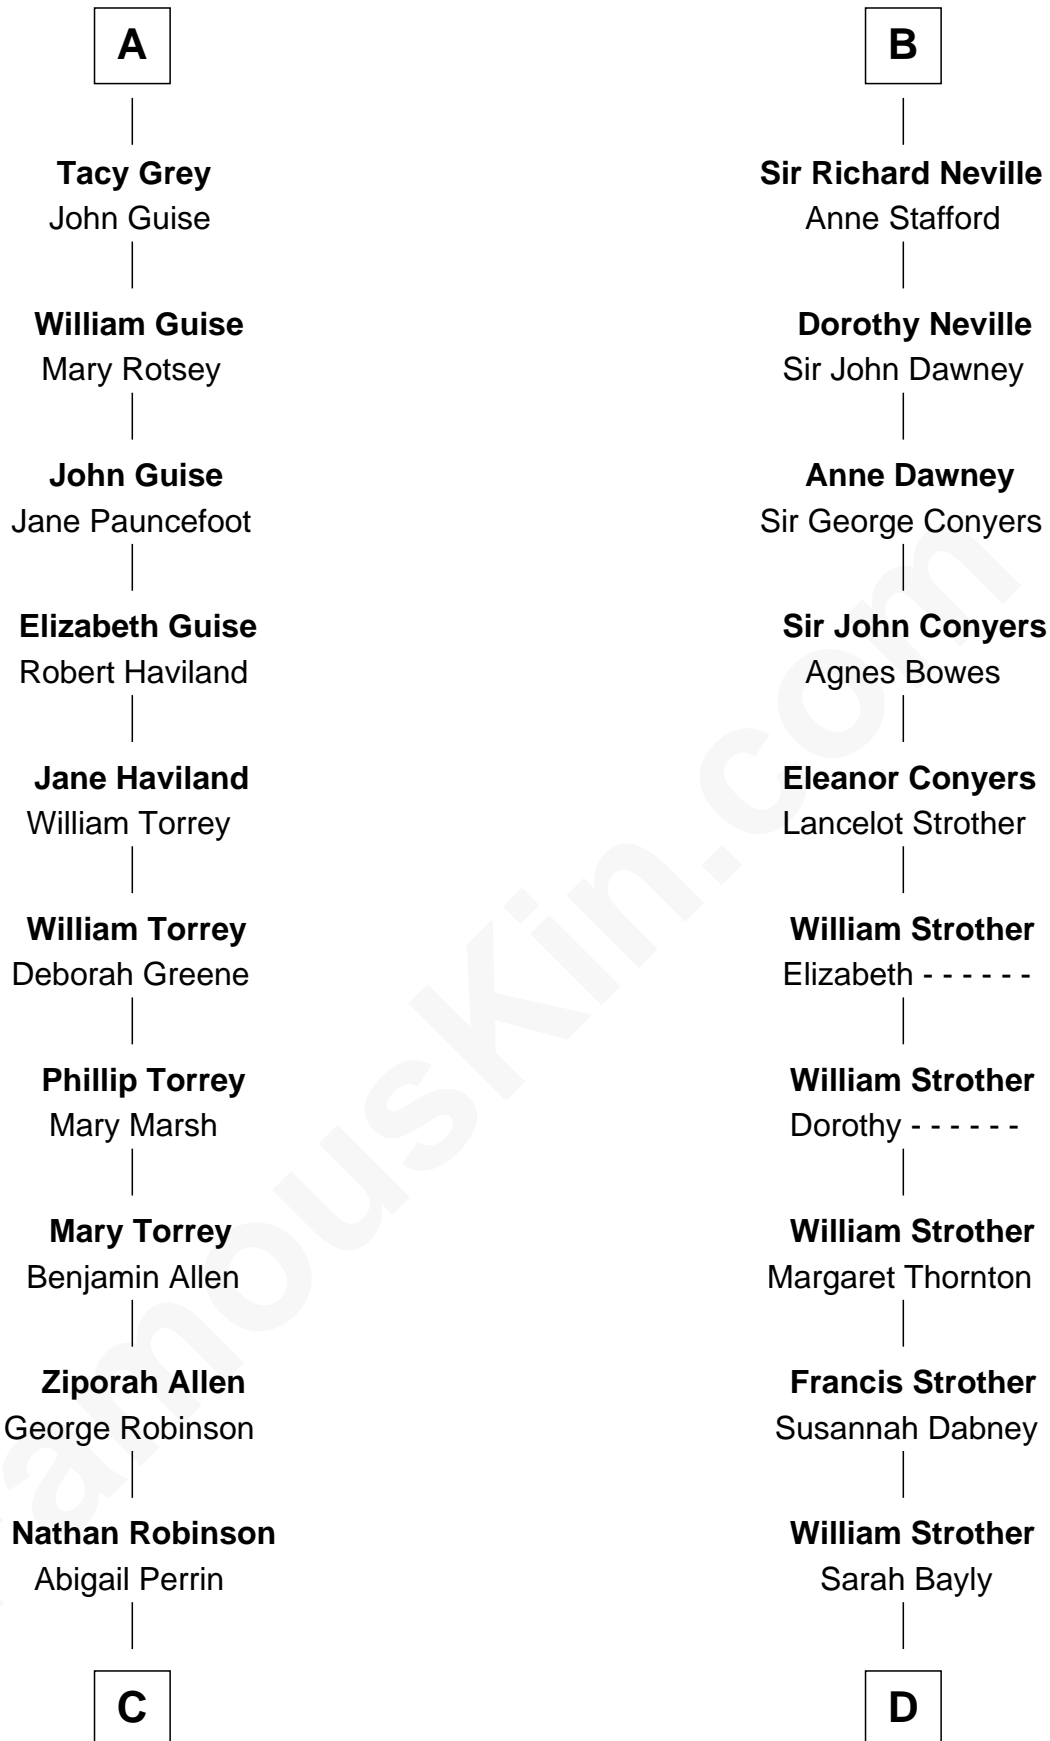 A
Tacy Grey
John Guise
William Guise
Mary Rotsey
John Guise
Jane Pauncefoot
Elizabeth Guise
Robert Haviland
Jane Haviland
William Torrey
William Torrey
Deborah Greene
Phillip Torrey
Mary Marsh
Mary Torrey
Benjamin Allen
Ziporah Allen
George Robinson
Nathan Robinson
Abigail Perrin
C
B
Sir Richard Neville
Anne Stafford
Dorothy Neville
Sir John Dawney
Anne Dawney
Sir George Conyers
Sir John Conyers
Agnes Bowes
Eleanor Conyers
Lancelot Strother
William Strother
Elizabeth - - - - - -
William Strother
Dorothy - - - - - -
William Strother
Margaret Thornton
Francis Strother
Susannah Dabney
William Strother
Sarah Bayly
D
famouskin.com